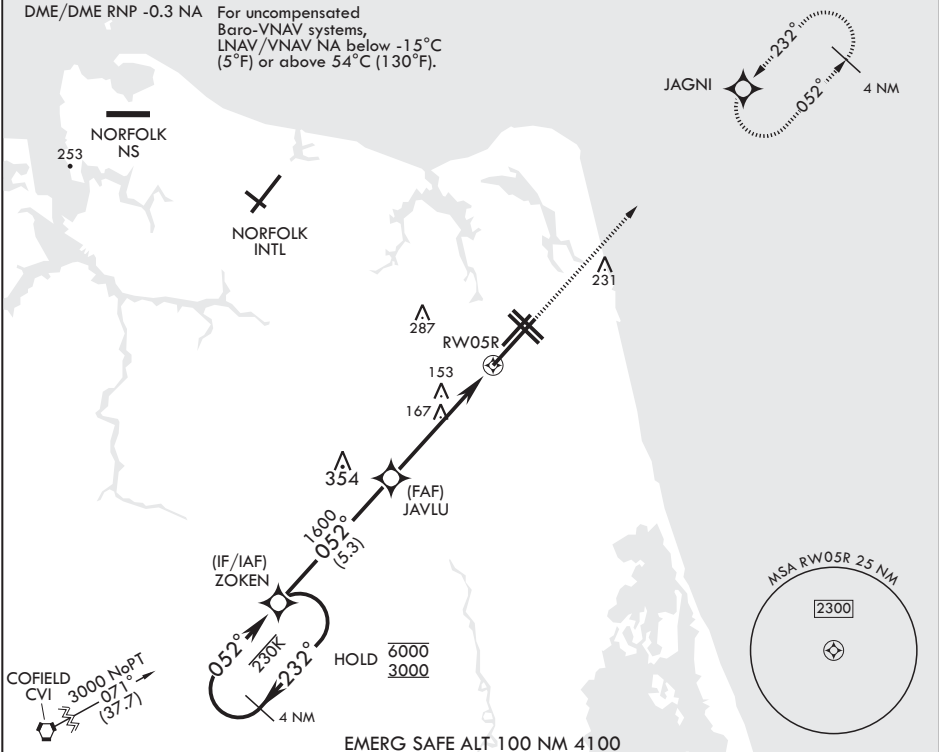 DME/DME RNP -0.3 NA
For uncompensated
Baro-VNAV systems,
LNAV/VNAV NA below -15°C
(5°F) or above 54°C (130°F).
232°
JAGNI
052°
4 NM
NORFOLK
NS
253
NORFOLK
INTL
231
287
RW05R
153
167
354
(FAF)
JAVLU
1600
052°
(5.3)
(IF/IAF)
ZOKEN
052°
230K
232°
HOLD
6000
3000
4 NM
COFIELD
CVI
3000 NoPT
071°
(37.7)
MSA RW05R 25 NM
2300
EMERG SAFE ALT 100 NM 4100